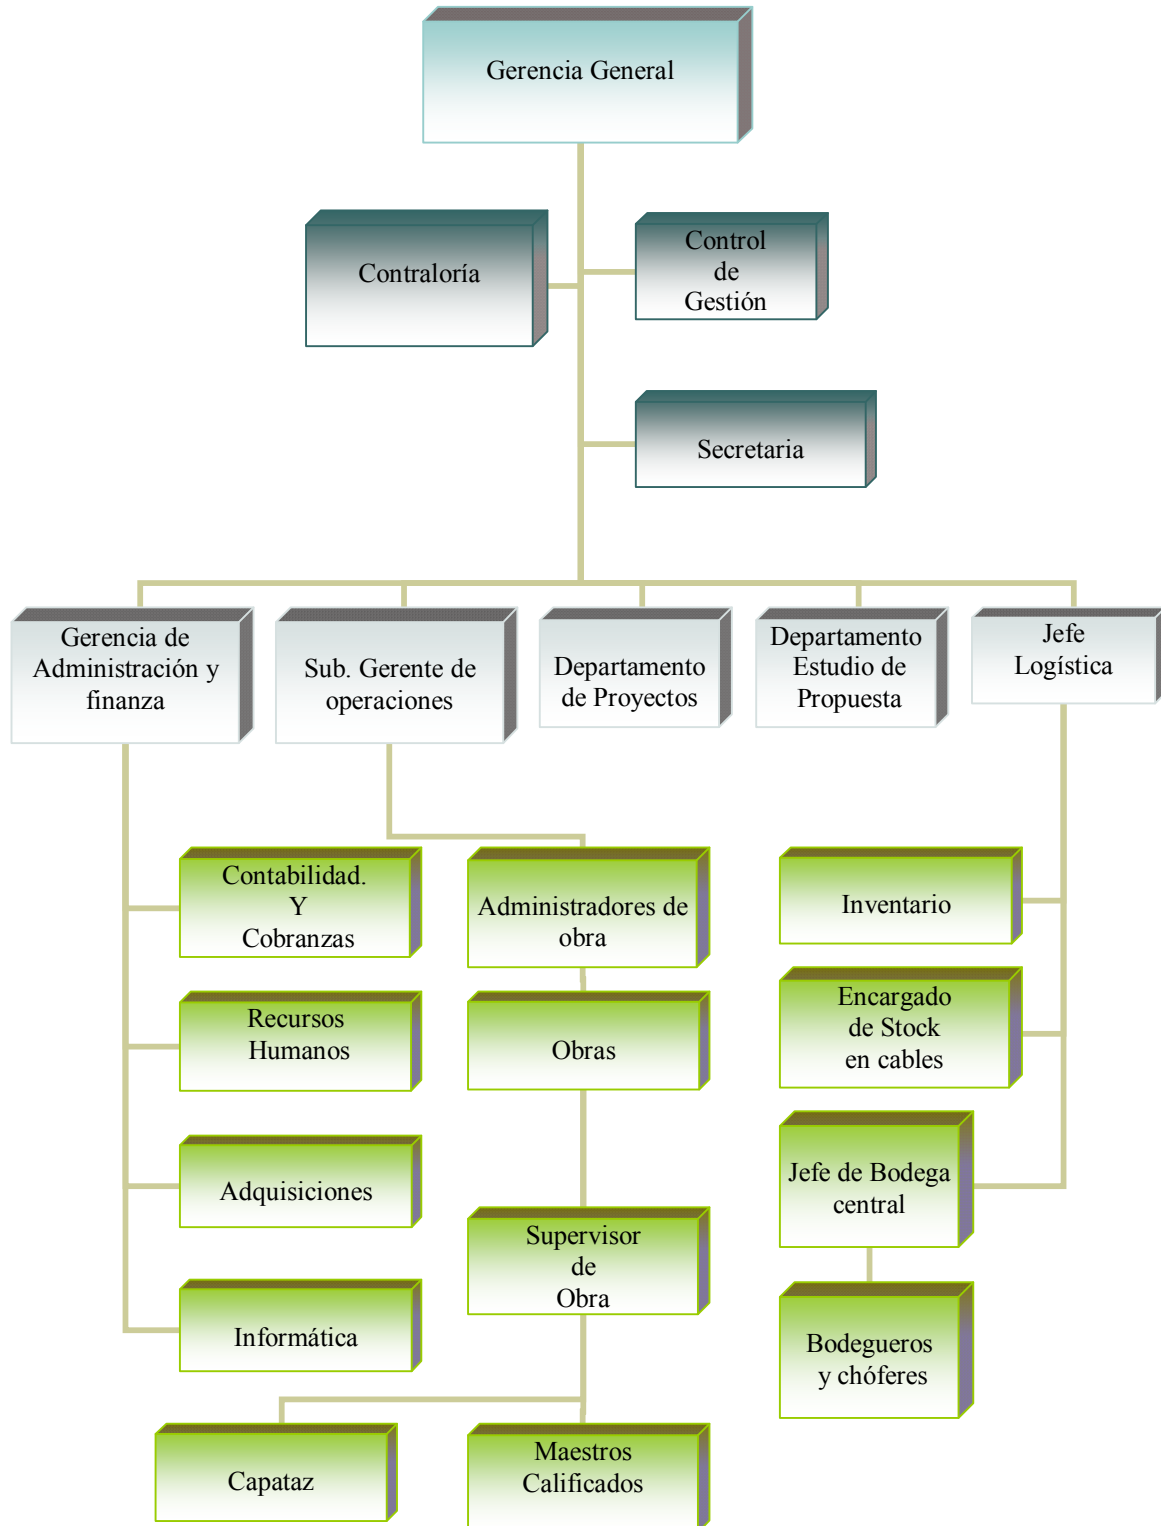 Gerencia General
Contraloría
Control
de
Gestión
Secretaria
Gerencia de
Administración y
finanza
Sub. Gerente de
operaciones
Departamento
de Proyectos
Departamento
Estudio de
Propuesta
Jefe
Logística
Contabilidad.
Y
Cobranzas
Recursos
Humanos
Adquisiciones
Informática
Administradores de
obra
Obras
Supervisor
de
Obra
Capataz
Maestros
Calificados
Inventario
Encargado
de Stock
en cables
Jefe de Bodega
central
Bodegueros
y chóferes